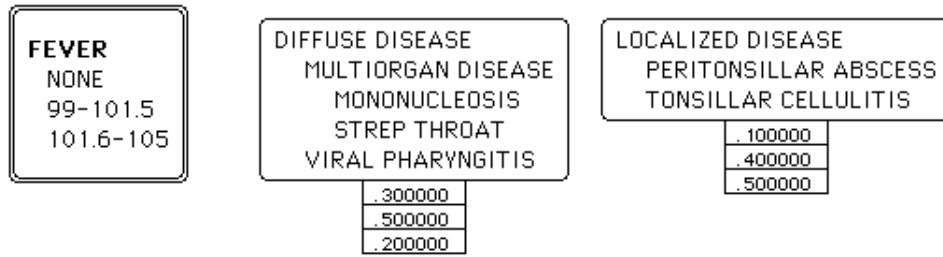 FEVER
NONE
99-101.5
101.6-105
DIFFUSE DISEASE
MULTIORGAN DISEASE
MONONUCLEOSIS
STREP THROAT
VIRAL PHARYNGITIS
.300000
.500000
.200000
LOCALIZED DISEASE
PERITONSILLAR ABSCESS
TONSILLAR CELLULITIS
.100000
.400000
.500000